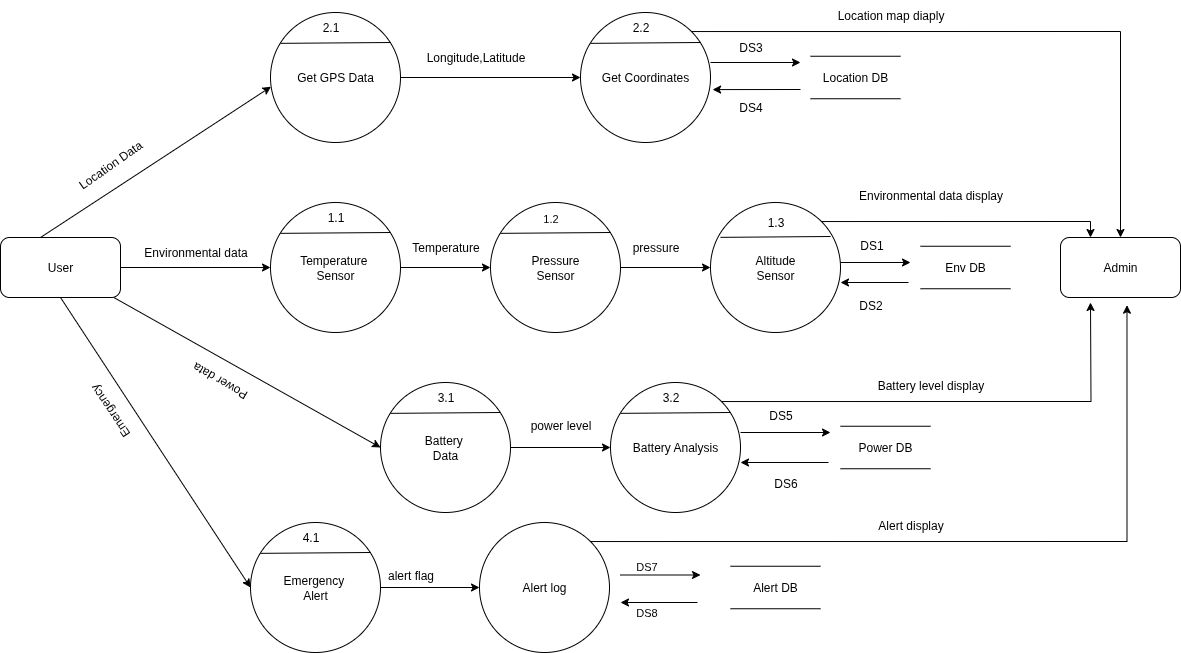 Location map diaply
2.1
2.2
DS3
Longitude,Latitude
Get GPS Data
Get Coordinates
Location DB
DS4
Location Data
Environmental data display
1.1
1.2
1.3
Environmental data
Temperature
pressure
DS1
User
Temperature
Sensor
Pressure
Sensor
Altitude
Sensor
Env DB
Admin
DS2
Power data
Emergency
Battery level display
3.1
3.2
DS5
power level
Battery
Data
Battery Analysis
Power DB
DS6
Alert display
4.1
alert flag
DS7
Emergency
Alert
Alert log
Alert DB
DS8